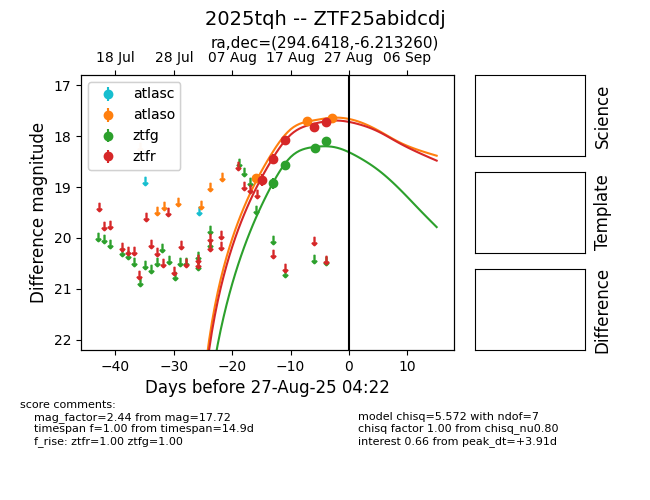 2025tqh -- ZTF25abidcdj
ra,dec=(294.6418,-6.213260)
18 Jul 28 Jul 07 Aug 17 Aug 27 Aug 06 Sep
atlasc
atlaso
ztfg
ztfr
17
18
19
20
21
22
Difference magnitude
−40 −30 −20 −10 0 10
Days before 27-Aug-25 04:22
Science
Template
Difference
score comments:
mag_factor=2.44 from mag=17.72
timespan f=1.00 from timespan=14.9d
f_rise: ztfr=1.00 ztfg=1.00
model chisq=5.572 with ndof=7
chisq factor 1.00 from chisq_nu0.80
interest 0.66 from peak_dt=+3.91d